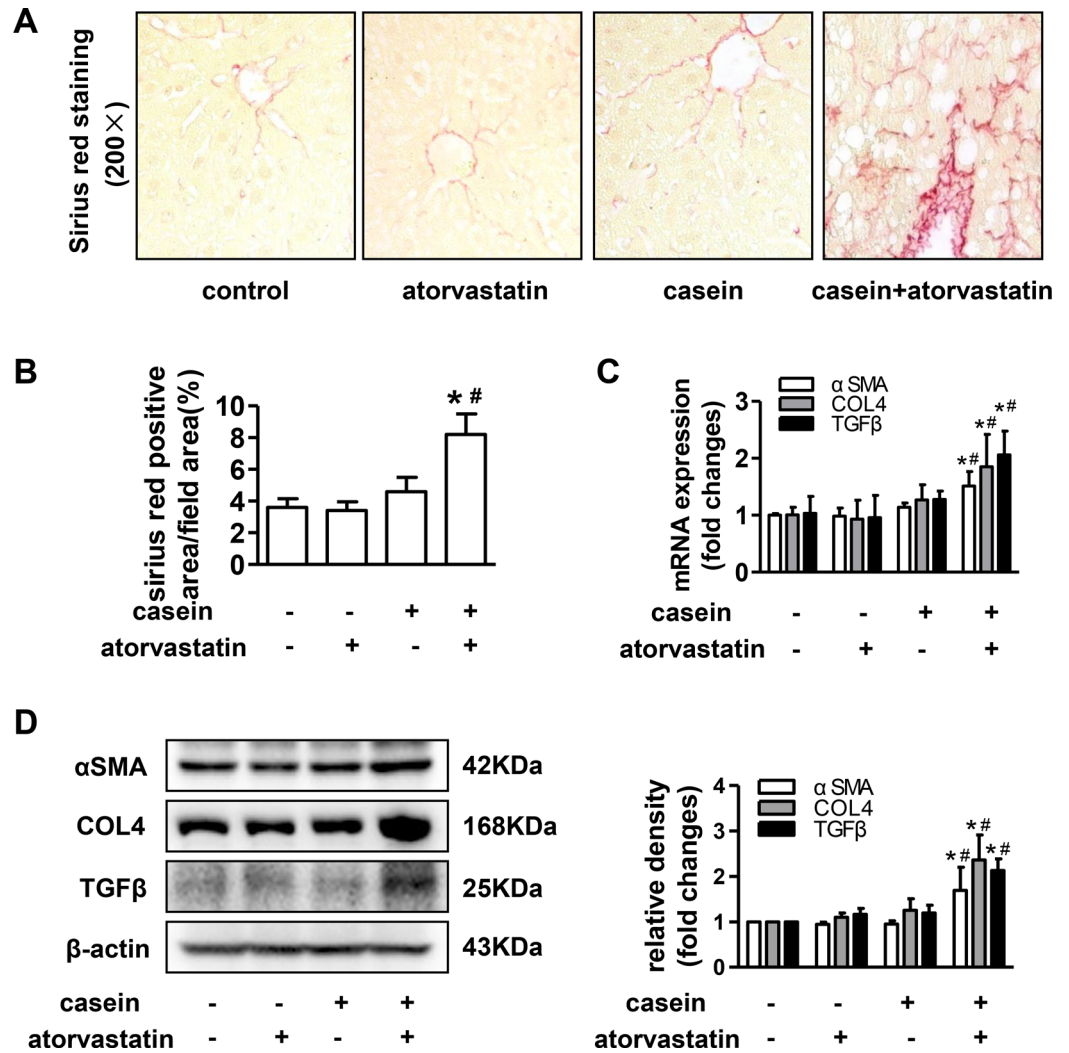 A
Sirius red staining
(200×)
control
atorvastatin
casein
casein+atorvastatin
B
sirius red positive
area/field area(%)
10
8
6
4
2
0
* #
casein - - + +
atorvastatin - + - +
C
mRNA expression
(fold changes)
3
2
1
0
α SMA
COL4
TGFβ
*#
*#
*#
casein - - + +
atorvastatin - + - +
D
αSMA 42KDa
COL4 168KDa
TGFβ 25KDa
β-actin 43KDa
casein - - + +
atorvastatin - + - +
relative density
(fold changes)
4
3
2
1
0
α SMA
COL4
TGFβ
*#
*#
*#
casein - - + +
atorvastatin - + - +